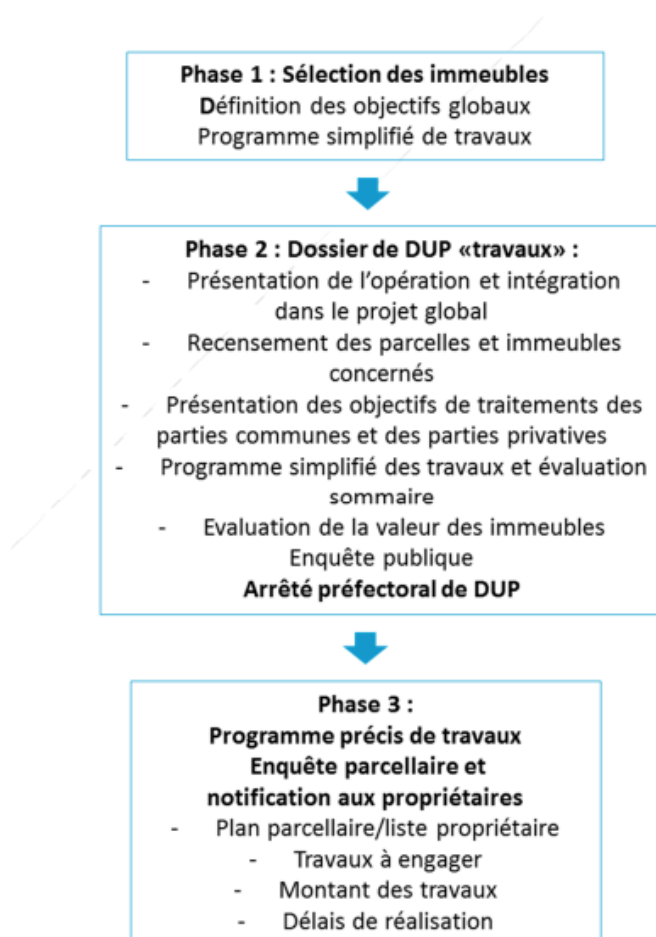 Phase 1 : Sélection des immeubles
Définition des objectifs globaux
Programme simplifié de travaux
Phase 2 : Dossier de DUP «travaux» :
- Présentation de l'opération et intégration
dans le projet global
- Recensement des parcelles et immeubles
concernés
- Présentation des objectifs de traitements des
parties communes et des parties privatives
- Programme simplifié des travaux et évaluation
sommaire
- Evaluation de la valeur des immeubles
Enquête publique
Arrêté préfectoral de DUP
Phase 3 :
Programme précis de travaux
Enquête parcellaire et
notification aux propriétaires
- Plan parcellaire/liste propriétaire
- Travaux à engager
- Montant des travaux
- Délais de réalisation